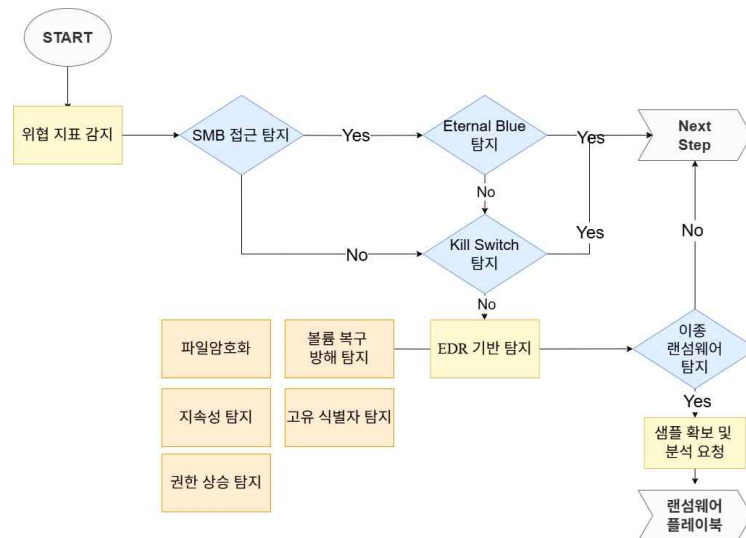 START
위협 지표 감지
SMB 접근 탐지
Yes
Eternal Blue
탐지
Yes
Next
Step
No
No
Kill Switch
탐지
Yes
No
No
파일암호화
볼륨 복구
방해 탐지
EDR 기반 탐지
이종
랜섬웨어
탐지
지속성 탐지
고유 식별자 탐지
Yes
샘플 확보 및
분석 요청
권한 상승 탐지
랜섬웨어
플레이북